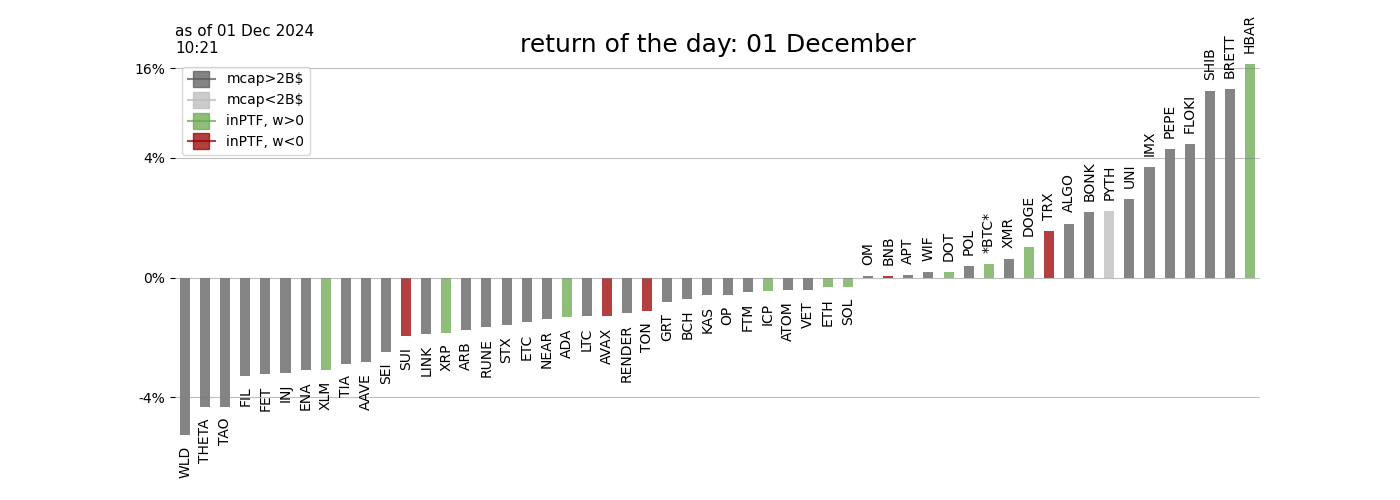 as of 01 Dec 2024
10:21
return of the day: 01 December
16%
4%
0%
-4%
mcap>2B$
mcap<2B$
inPTF, w>0
inPTF, w<0
WLD
THETA
TAO
FIL
FET
INJ
ENA
XLM
TIA
AAVE
SEI
SUI
LINK
XRP
ARB
RUNE
STX
ETC
NEAR
ADA
LTC
AVAX
RENDER
TON
GRT
BCH
KAS
OP
FTM
ICP
ATOM
VET
ETH
SOL
OM
BNB
APT
WIF
DOT
POL
*BTC*
XMR
DOGE
TRX
ALGO
BONK
PYTH
UNI
IMX
PEPE
FLOKI
SHIB
BRETT
HBAR